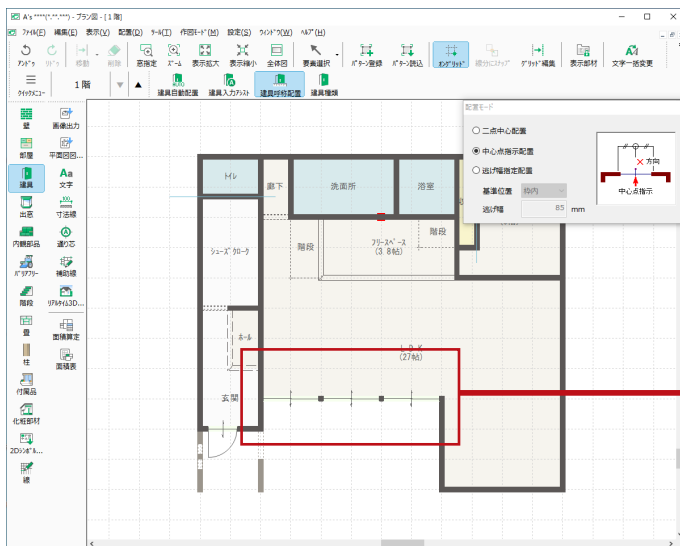 A's ****(*.**.***) - プラン図 - [ 1 階 ]
ファイル(F) 編集(E) 表示(V) 配置(D) ツール(T) 作図モード(M) 設定(S) ウィンドウ(W) ヘルプ(H)
アンドゥ リドゥ 移動 削除 窓指定 ズーム 表示拡大 表示縮小 全体図 要素選択 パターン登録 パターン読込 オンググリッド 線分にスナップ グリッド編集 表示部材 文字一括変更
クイックメニュー 1 階 建具自動配置 建具入力アシスト 建具呼称配置 建具種類
壁 画像出力
部屋 平面図図...
建具 文字
出窓 寸法線
内観部品 通り芯
バリアフリー 補助線
階段 リアルタイム3D...
畳 面積算定
柱 面積表
付属品
化粧部材
2Dシンボル...
線
配置モード
二点中心配置
中心点指示配置
逃げ幅指定配置
基準位置 枠内
逃げ幅 85 mm
方向
中心点指示
トイレ
廊下
洗面所
浴室
階段
階段
フリースペース
(3.8帖)
シューズクローク
ホール
L D K
(27帖)
玄関